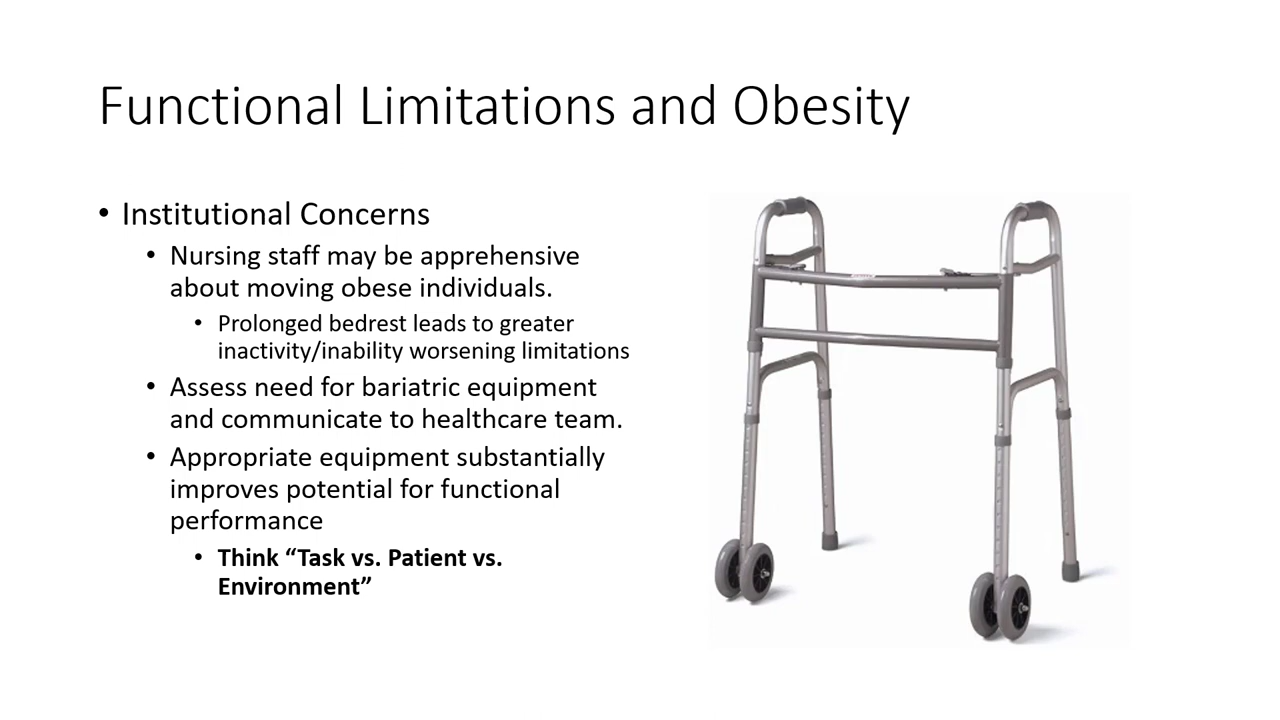 Functional Limitations and Obesity
• Institutional Concerns
• Nursing staff may be apprehensive
about moving obese individuals.
• Prolonged bedrest leads to greater
inactivity/inability worsening limitations
• Assess need for bariatric equipment
and communicate to healthcare team.
• Appropriate equipment substantially
improves potential for functional
performance
• Think “Task vs. Patient vs.
Environment”